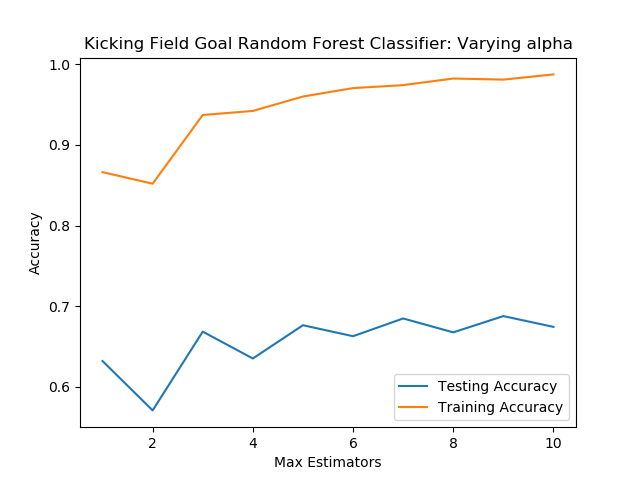 Kicking Field Goal Random Forest Classifier: Varying alpha
1.0
0.9
0.8
0.7
0.6
Accuracy
Testing Accuracy
Training Accuracy
2 4 6 8 10
Max Estimators